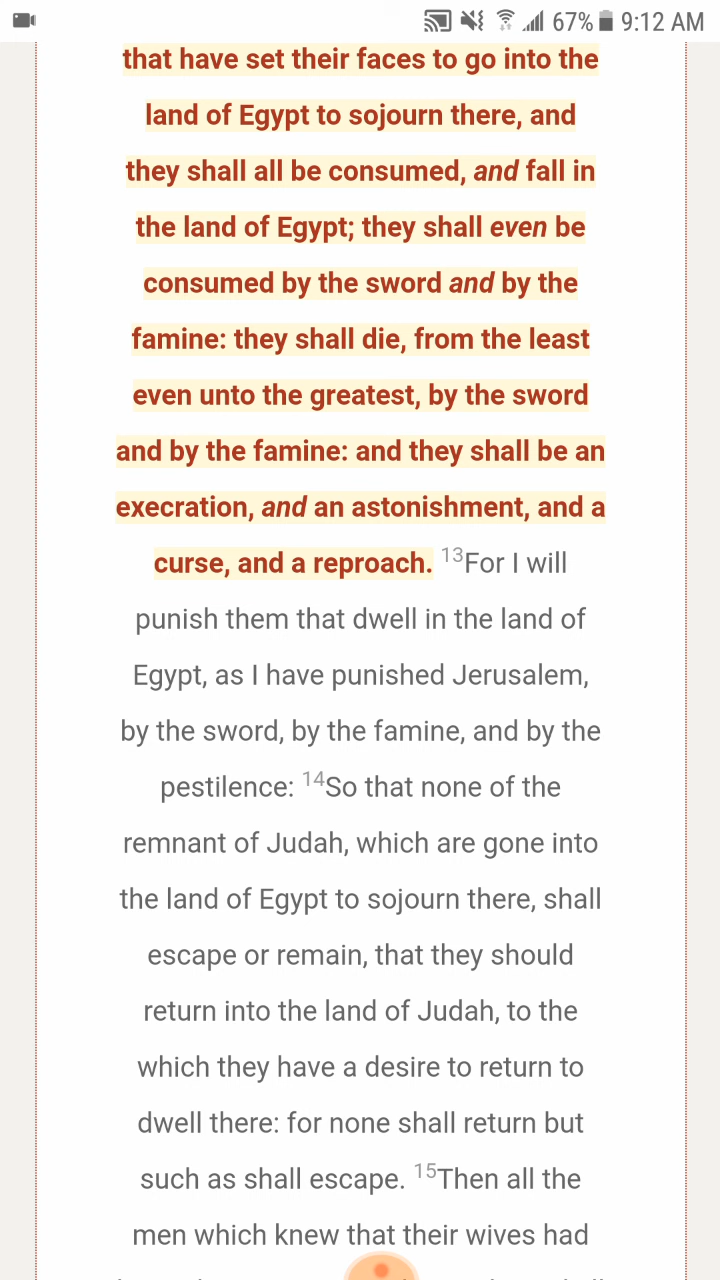 67% 9:12 AM
that have set their faces to go into the
land of Egypt to sojourn there, and
they shall all be consumed, and fall in
the land of Egypt; they shall even be
consumed by the sword and by the
famine: they shall die, from the least
even unto the greatest, by the sword
and by the famine: and they shall be an
execration, and an astonishment, and a
curse, and a reproach. 13For I will
punish them that dwell in the land of
Egypt, as I have punished Jerusalem,
by the sword, by the famine, and by the
pestilence: 14So that none of the
remnant of Judah, which are gone into
the land of Egypt to sojourn there, shall
escape or remain, that they should
return into the land of Judah, to the
which they have a desire to return to
dwell there: for none shall return but
such as shall escape. 15Then all the
men which knew that their wives had